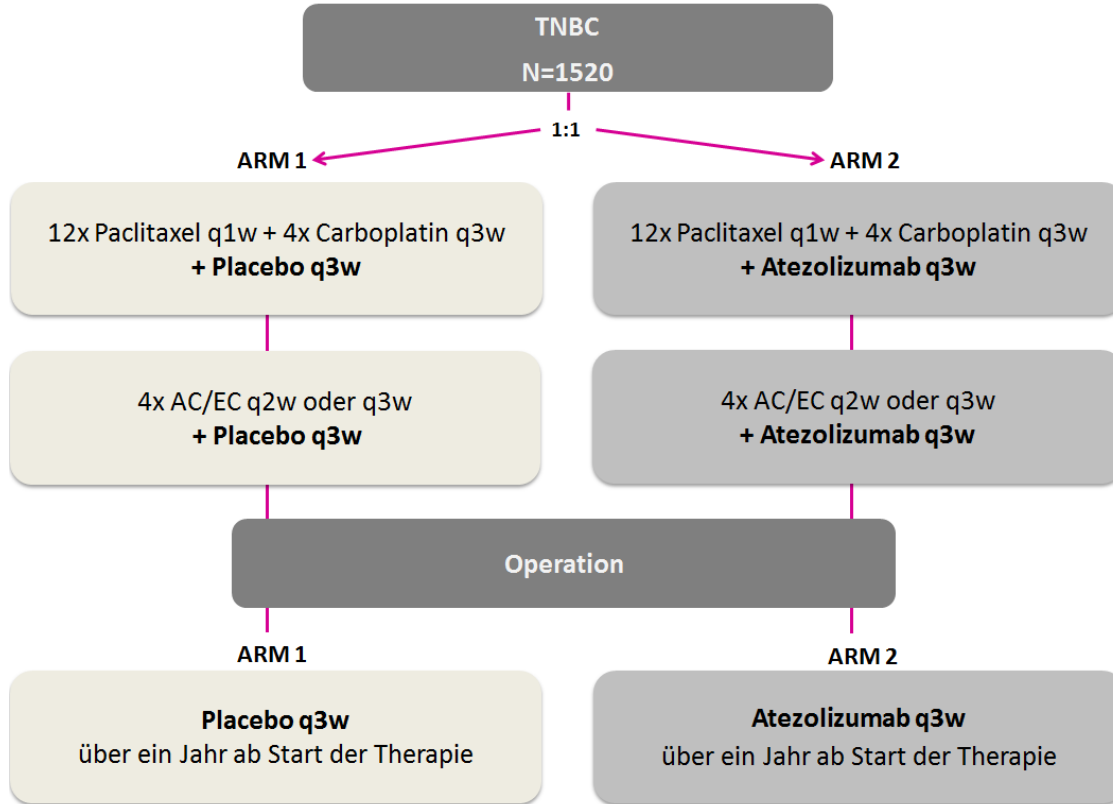 TNBC
N=1520
1:1
ARM 1
ARM 2
12x Paclitaxel q1w + 4x Carboplatin q3w
+ Placebo q3w
12x Paclitaxel q1w + 4x Carboplatin q3w
+ Atezolizumab q3w
4x AC/EC q2w oder q3w
+ Placebo q3w
4x AC/EC q2w oder q3w
+ Atezolizumab q3w
Operation
ARM 1
ARM 2
Placebo q3w
über ein Jahr ab Start der Therapie
Atezolizumab q3w
über ein Jahr ab Start der Therapie